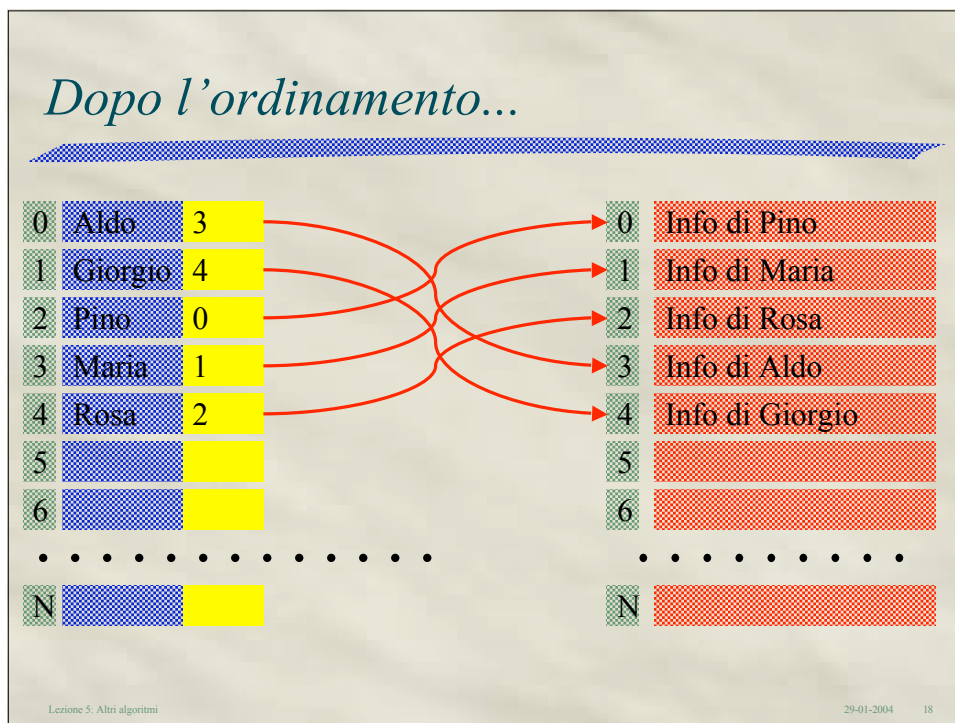 Dopo l'ordinamento...
0 Aldo 3 0 Info di Pino
1 Giorgio 4 1 Info di Maria
2 Pino 0 2 Info di Rosa
3 Maria 1 3 Info di Aldo
4 Rosa 2 4 Info di Giorgio
5 5
6 6
N N
Lezione 5: Altri algoritmi 29-01-2004 18